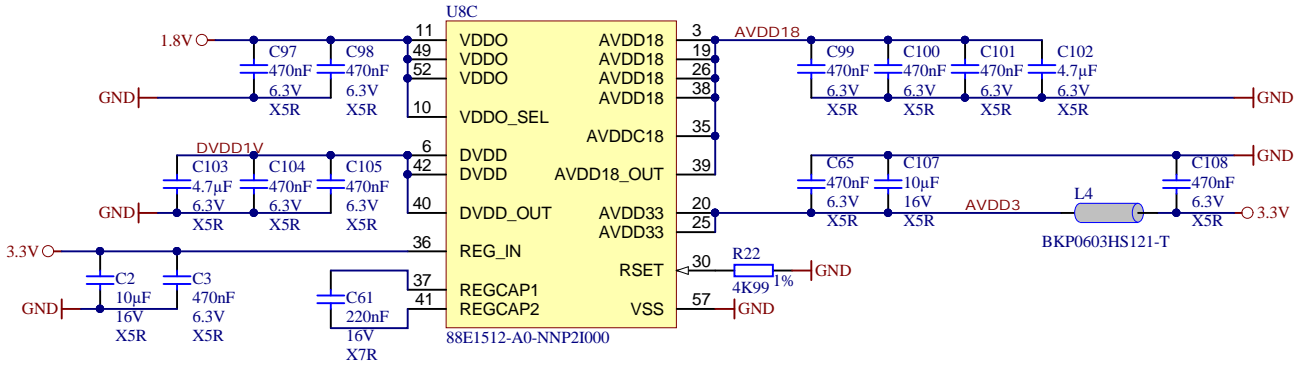 U8C
1.8V
GND
C97
470nF
6.3V
X5R
C98
470nF
6.3V
X5R
11
49
52
10
VDDO
VDDO
VDDO
VDDO_SEL
DVDD1V
GND
C103
4.7µF
6.3V
X5R
C104
470nF
6.3V
X5R
C105
470nF
6.3V
X5R
6
42
40
DVDD
DVDD
DVDD_OUT
3.3V
GND
C2
10µF
16V
X5R
C3
470nF
6.3V
X5R
36
REG_IN
C61
220nF
16V
X7R
37
41
REGCAP1
REGCAP2
88E1512-A0-NNP2I000
AVDD18
AVDD18
AVDD18
AVDD18
AVDDC18
AVDD18_OUT
3
19
26
38
35
39
AVDD18
C99
470nF
6.3V
X5R
C100
470nF
6.3V
X5R
C101
470nF
6.3V
X5R
C102
4.7µF
6.3V
X5R
GND
AVDD33
AVDD33
20
25
C65
470nF
6.3V
X5R
C107
10µF
16V
X5R
AVDD3
L4
BKP0603HS121-T
C108
470nF
6.3V
X5R
GND
3.3V
RSET
30
R22
4K99
1%
GND
VSS
57
GND